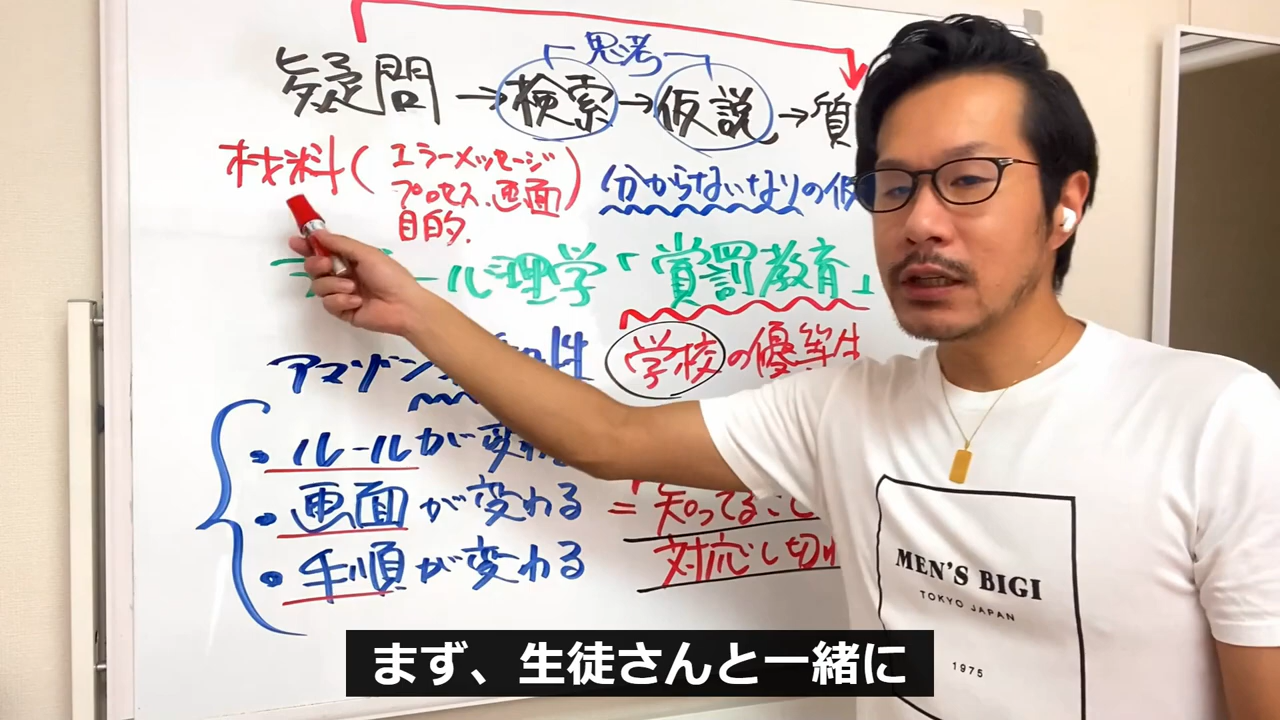 思考
疑問→検索→仮説→質
材料(エラーメッセージ
プロセス、画面)
目的.
分からないなりの仮
ー心理学「賞罰教育」
学校の優等生
アマゾン
・ルールが変わ
・画面が変わる
・手順が変わる
=知ってること
対応し切れ
MEN'S BIGI
TOKYO JAPAN
1975
まず、生徒さんと一緒に